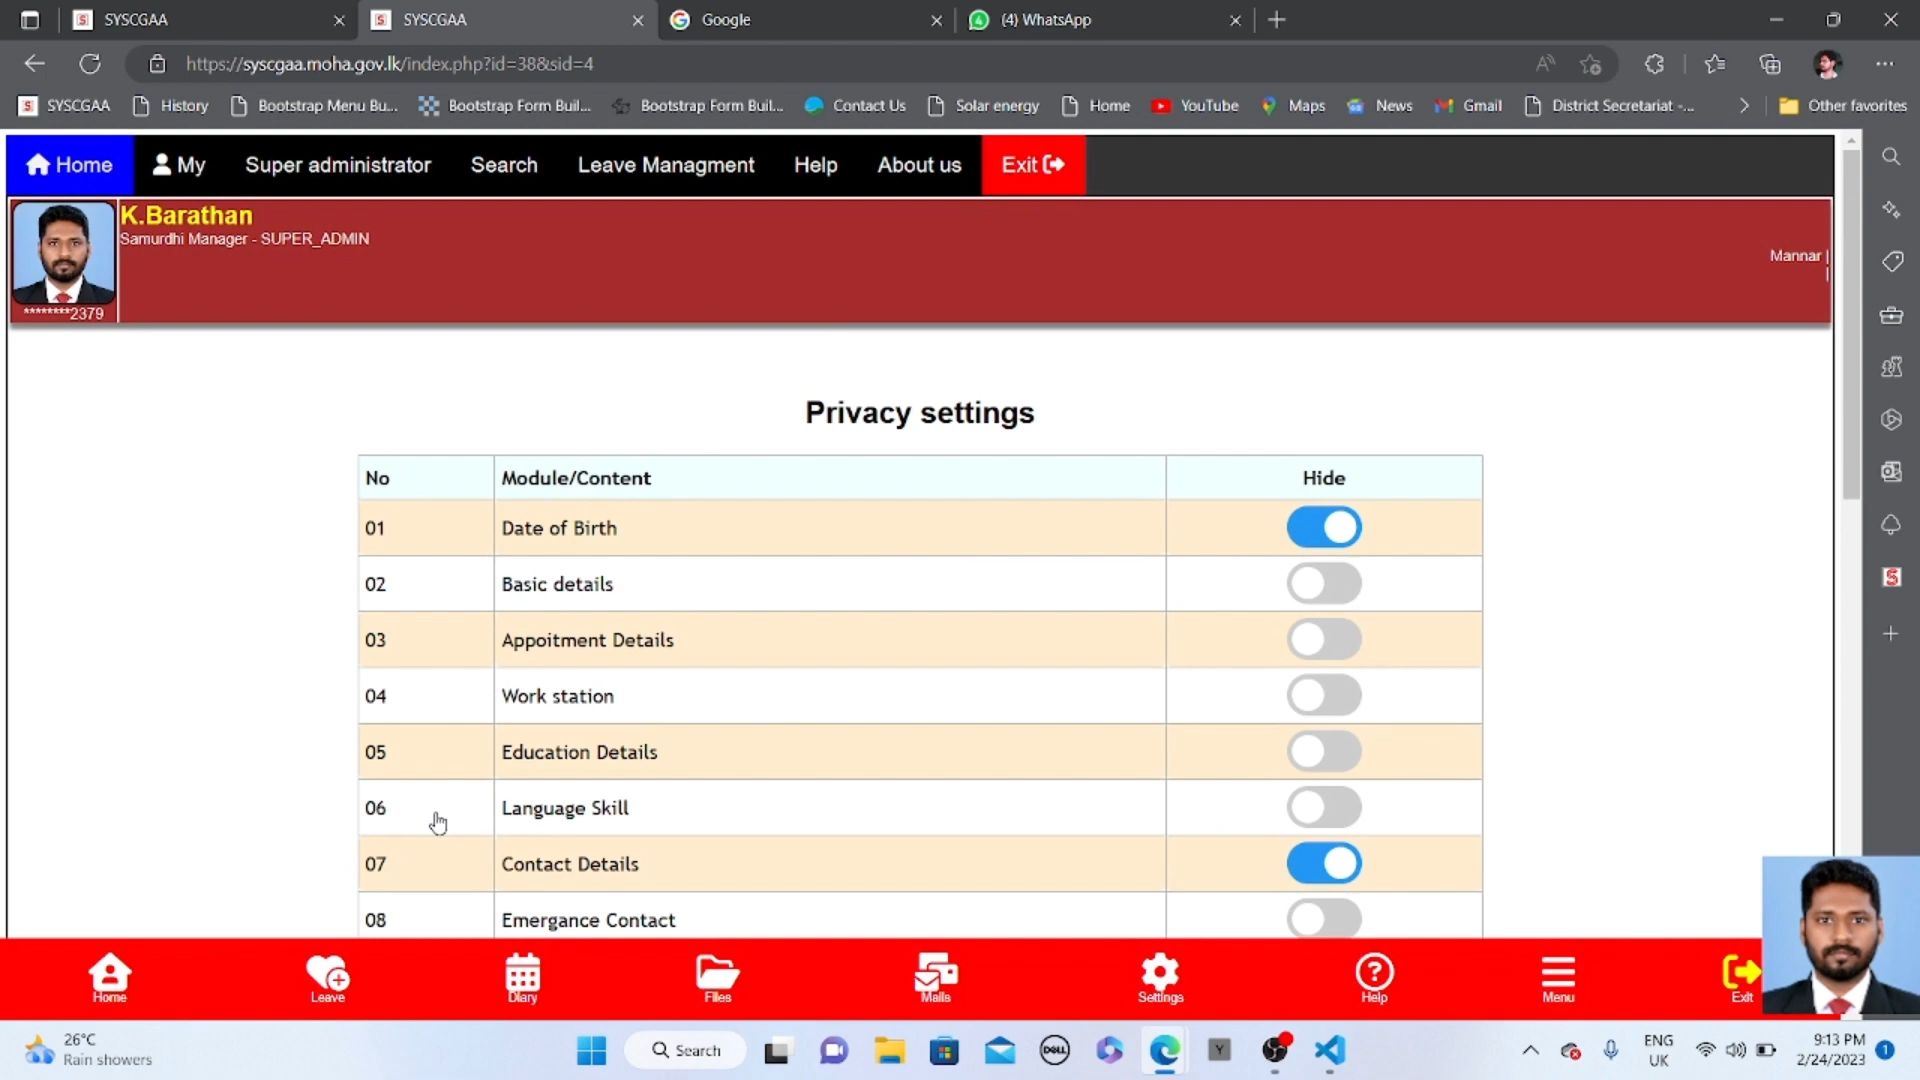 SYSCGAA
SYSCGAA
Google
(4) WhatsApp
https://syscgaa.moha.gov.lk/index.php?id=38&sid=4
SYSCGAA
History
Bootstrap Menu Bu...
Bootstrap Form Buil...
Bootstrap Form Buil...
Contact Us
Solar energy
Home
YouTube
Maps
News
Gmail
District Secretariat -...
Other favorites
Home
My
Super administrator
Search
Leave Managment
Help
About us
Exit
K.Barathan
Samurdhi Manager - SUPER_ADMIN
Mannar |
|
********2379
Privacy settings
No Module/Content Hide
01 Date of Birth
02 Basic details
03 Appoitment Details
04 Work station
05 Education Details
06 Language Skill
07 Contact Details
08 Emergance Contact
Home
Leave
Diary
Files
Mails
Settings
Help
Menu
Exit
26°C
Rain showers
Search
DELL
Y
ENG
UK
9:13 PM
2/24/2023
1